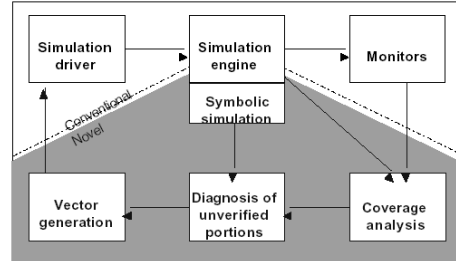 Simulation
driver
Simulation
engine
Monitors
Symbolic
simulation
Conventional
Novel
Vector
generation
Diagnosis of
unverified
portions
Coverage
analysis